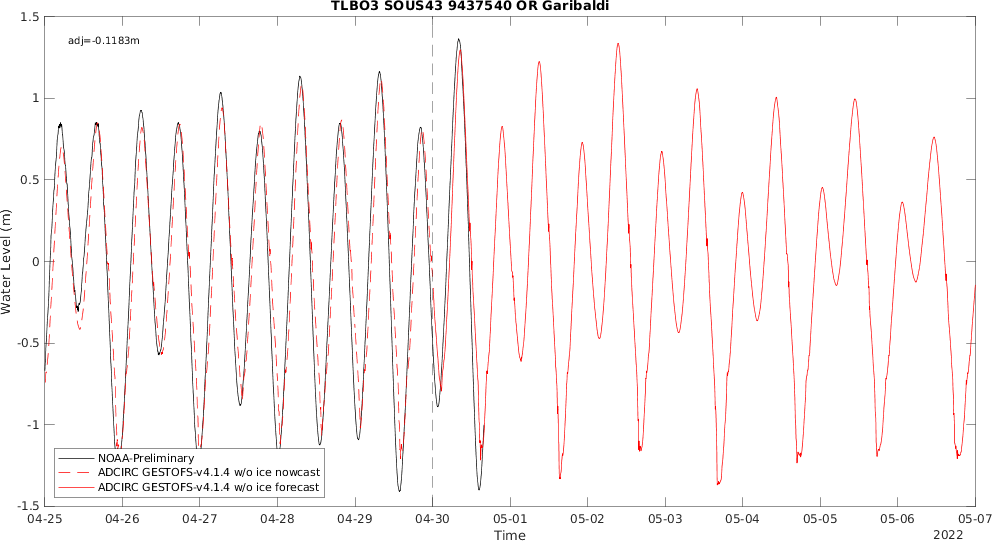 TLBO3 SOUS43 9437540 OR Garibaldi
adj=-0.1183m
1.5
1
0.5
0
-0.5
-1
-1.5
Water Level (m)
NOAA-Preliminary
ADCIRC GESTOFS-v4.1.4 w/o ice nowcast
ADCIRC GESTOFS-v4.1.4 w/o ice forecast
04-25 04-26 04-27 04-28 04-29 04-30 05-01 05-02 05-03 05-04 05-05 05-06 05-07
Time
2022